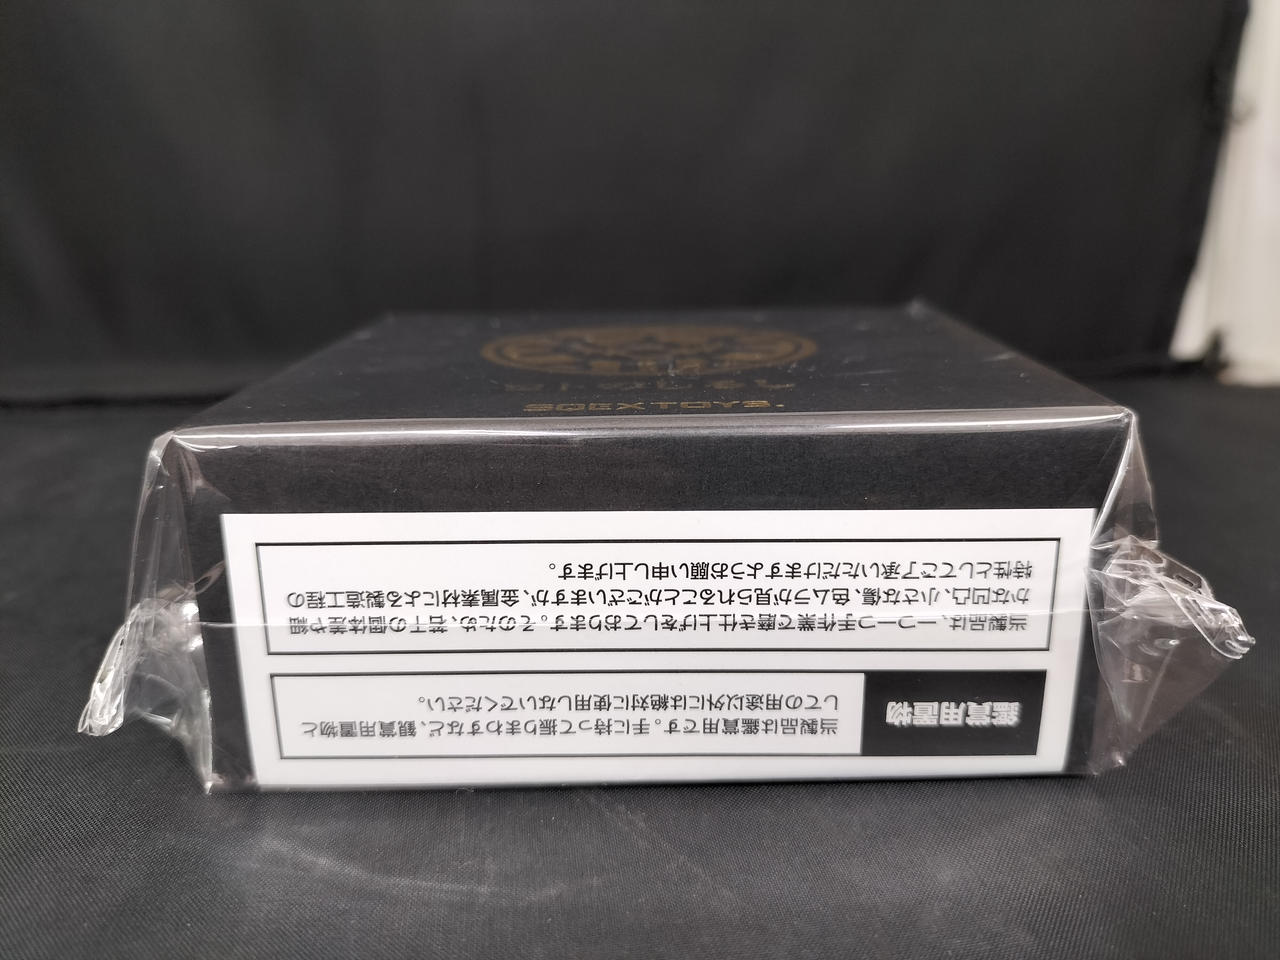 鑑賞用置物
当製品は鑑賞用です。手に持って振りまわすなど、観賞用置物と
しての用途以外には絶対に使用しないでください。
当製品は、一つ一つ手作業で磨き仕上げをしております。そのため、若干の個体差や細
かな凹凸、小さな傷、色ムラが見られることがございますが、金属素材による製造工程の
特性としてご了承いただけますようお願い申し上げます。